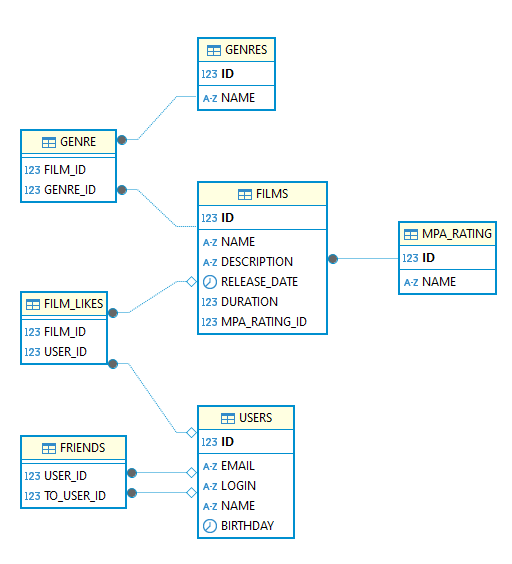 GENRES
123 ID
A-Z NAME
GENRE
123 FILM_ID
123 GENRE_ID
FILMS
123 ID
A-Z NAME
A-Z DESCRIPTION
RELEASE_DATE
123 DURATION
123 MPA_RATING_ID
MPA_RATING
123 ID
A-Z NAME
FILM_LIKES
123 FILM_ID
123 USER_ID
USERS
123 ID
A-Z EMAIL
A-Z LOGIN
A-Z NAME
BIRTHDAY
FRIENDS
123 USER_ID
123 TO_USER_ID